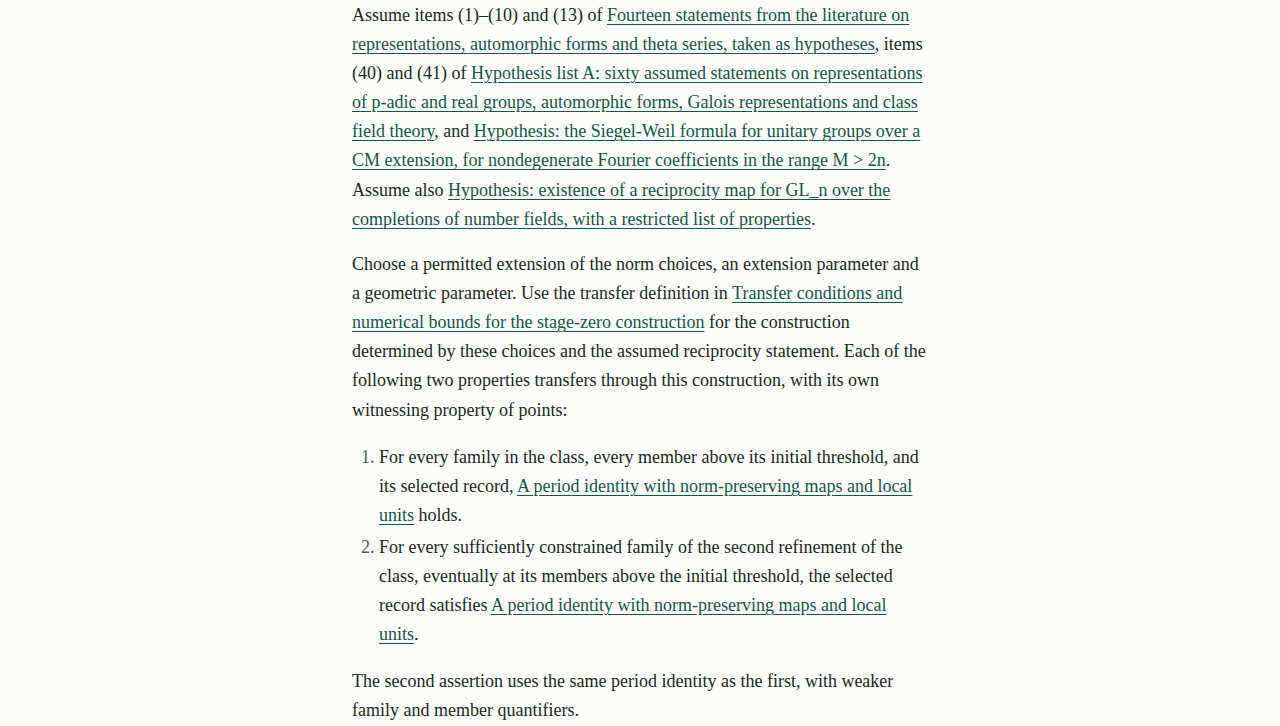 Assume items (1)–(10) and (13) of Fourteen statements from the literature on
representations, automorphic forms and theta series, taken as hypotheses, items
(40) and (41) of Hypothesis list A: sixty assumed statements on representations
of p-adic and real groups, automorphic forms, Galois representations and class
field theory, and Hypothesis: the Siegel-Weil formula for unitary groups over a
CM extension, for nondegenerate Fourier coefficients in the range M > 2n.
Assume also Hypothesis: existence of a reciprocity map for GL_n over the
completions of number fields, with a restricted list of properties.
Choose a permitted extension of the norm choices, an extension parameter and
a geometric parameter. Use the transfer definition in Transfer conditions and
numerical bounds for the stage-zero construction for the construction
determined by these choices and the assumed reciprocity statement. Each of the
following two properties transfers through this construction, with its own
witnessing property of points:
1. For every family in the class, every member above its initial threshold, and
its selected record, A period identity with norm-preserving maps and local
units holds.
2. For every sufficiently constrained family of the second refinement of the
class, eventually at its members above the initial threshold, the selected
record satisfies A period identity with norm-preserving maps and local
units.
The second assertion uses the same period identity as the first, with weaker
family and member quantifiers.